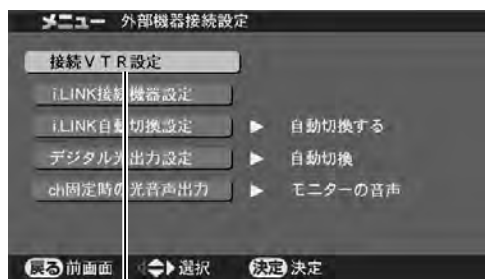 メニュー 外部機器接続設定
接続VTR設定
i.LINK接続機器設定
i.LINK自動切換設定 ▶ 自動切換する
デジタル光出力設定 ▶ 自動切換
ch固定時の光音声出力 ▶ モニターの音声
戻る 前画面 選択 決定 決定